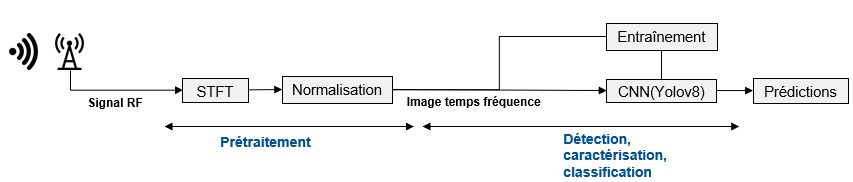 Entraînement
Signal RF
STFT
Normalisation
Image temps fréquence
CNN(Yolov8)
Prédictions
Prétraitement
Détection,
caractérisation,
classification